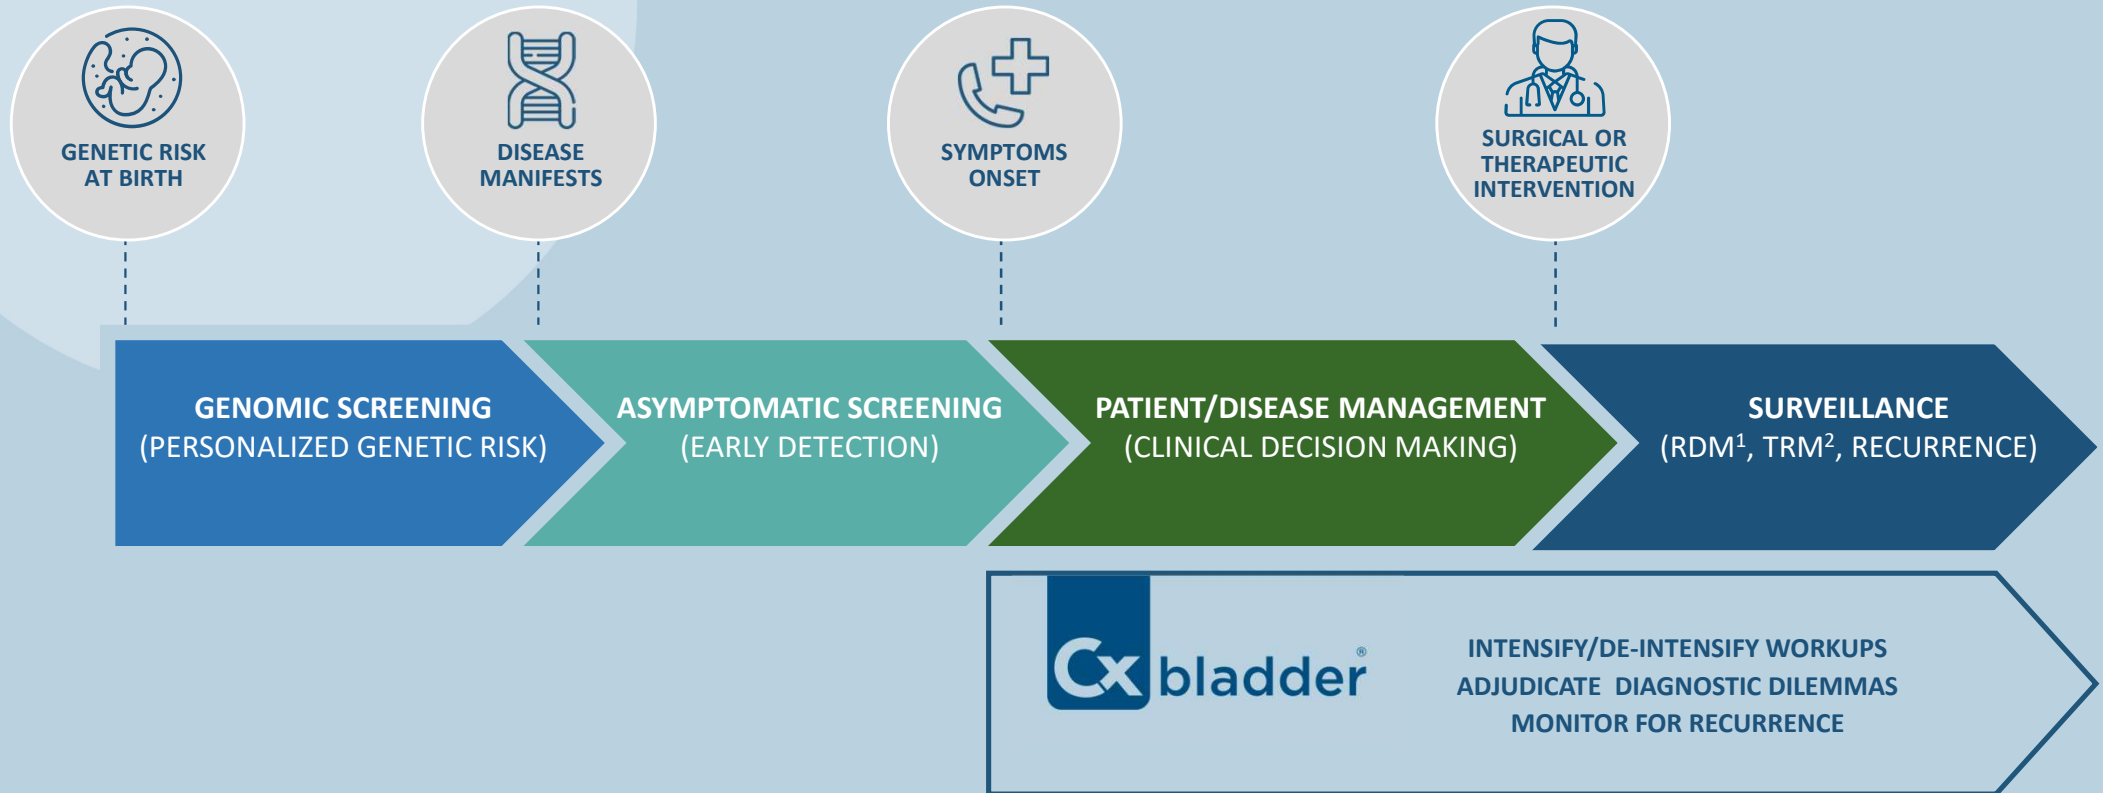 GENETIC RISK
AT BIRTH
DISEASE
MANIFESTS
SYMPTOMS
ONSET
SURGICAL OR
THERAPEUTIC
INTERVENTION
GENOMIC SCREENING
(PERSONALIZED GENETIC RISK)
ASYMPTOMATIC SCREENING
(EARLY DETECTION)
PATIENT/DISEASE MANAGEMENT
(CLINICAL DECISION MAKING)
SURVEILLANCE
(RDM¹, TRM², RECURRENCE)
Cx bladder®
INTENSIFY/DE-INTENSIFY WORKUPS
ADJUDICATE DIAGNOSTIC DILEMMAS
MONITOR FOR RECURRENCE